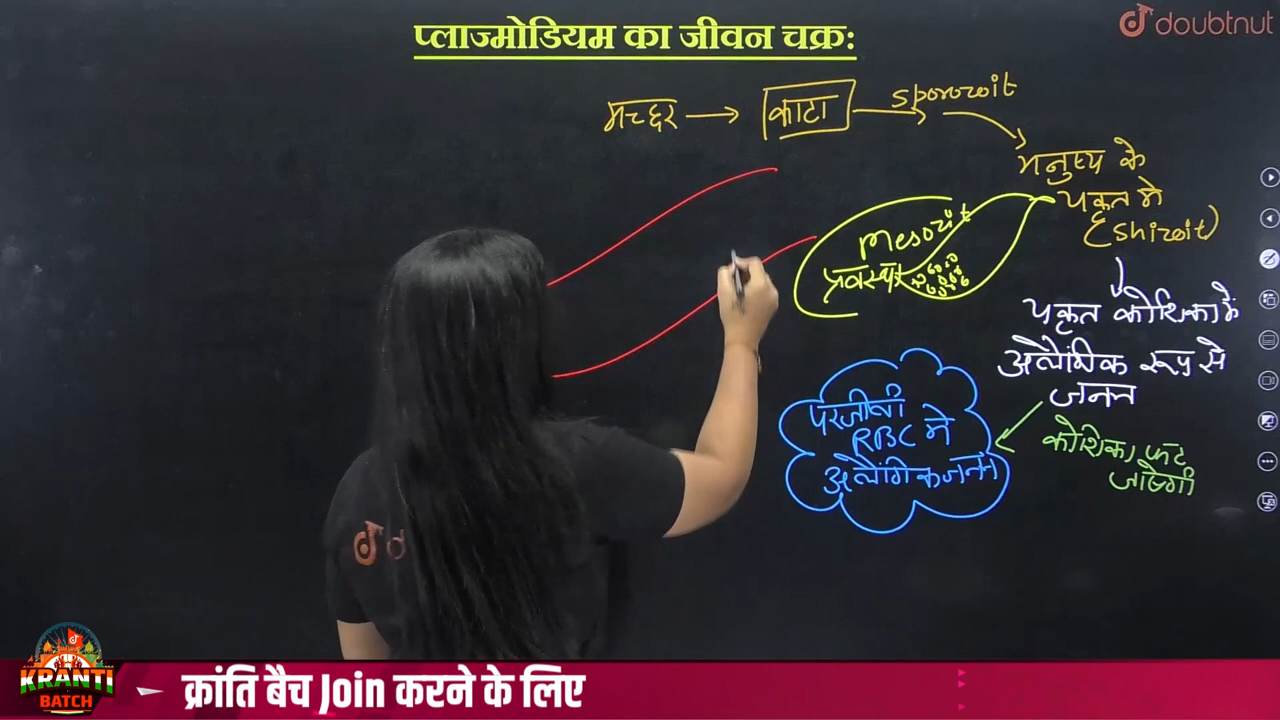 प्लाज्मोडियम का जीवन चक्र:
doubtnut
मच्छर → काटा
sporozoit
मनुष्य के
यकृत मे
(shizoit)
mesozoit
यकृत कोशिका में
अलैंगिक रूप से
जनन
परजीवी
RBC मे
अलैंगिक जनन
कोशिका फट
जाएगी
KRANTI
BATCH
क्रांति बैच Join करने के लिए